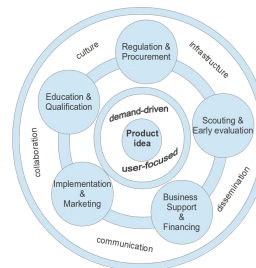 culture
infrastructure
Regulation &
Procurement
Education &
Qualification
Scouting &
Early evaluation
demand-driven
Product
idea
user-focused
collaboration
Implementation
& Marketing
Business
Support
&
Financing
dissemination
communication